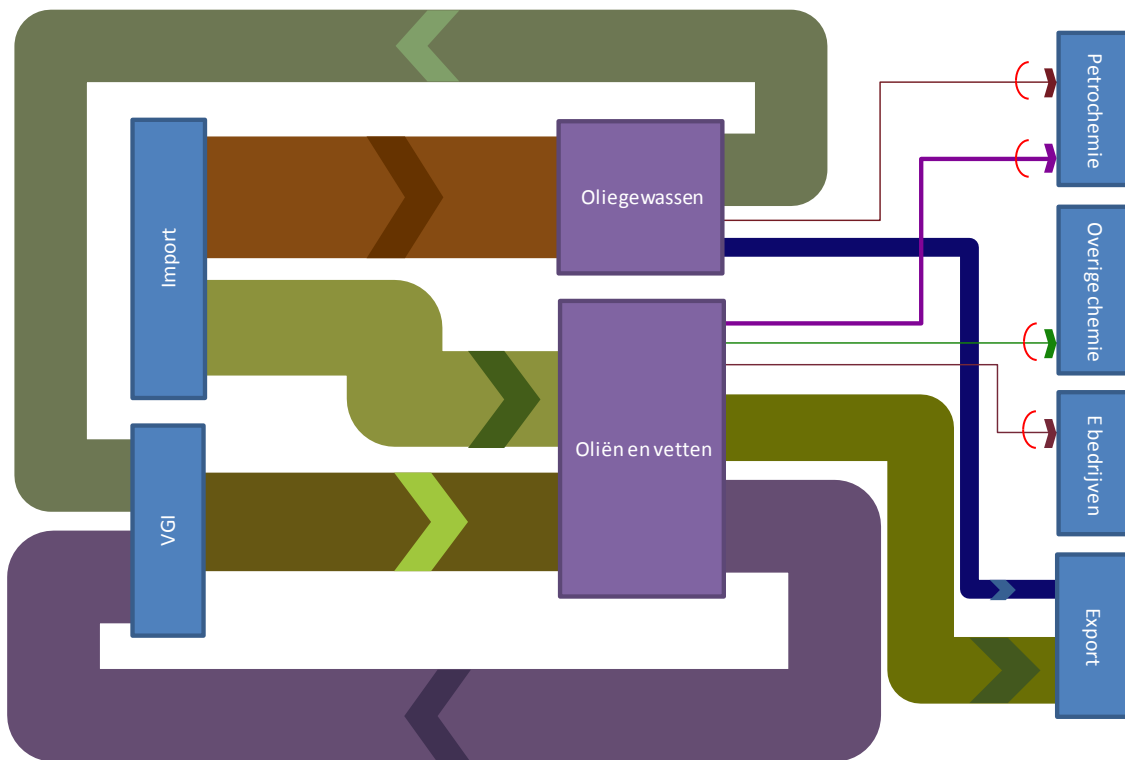 Petrochemie
Import
Oliegewassen
Overige chemie
Oliën en vetten
E bedrijven
VGI
Export